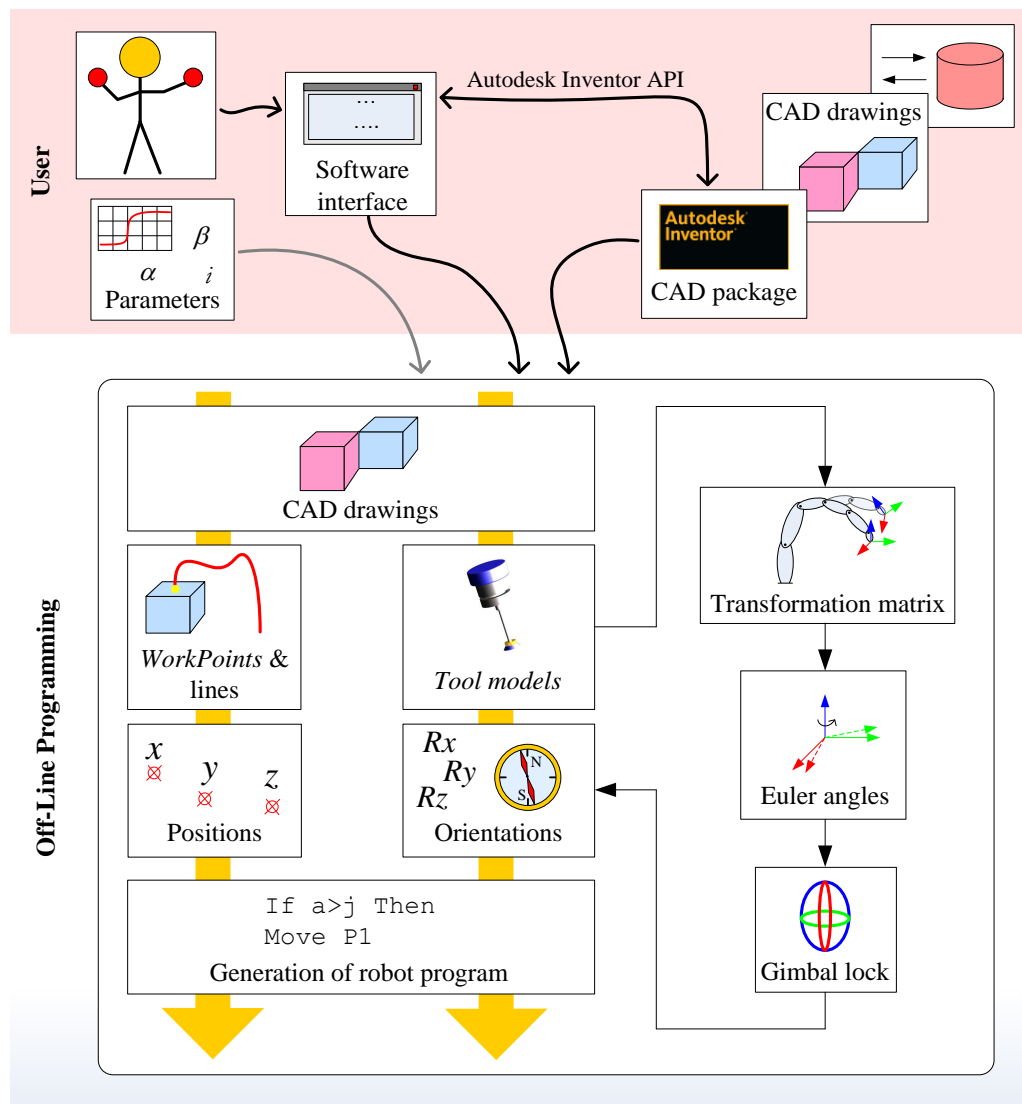 User
Autodesk Inventor API
CAD drawings
Software
interface
Autodesk
Inventor
CAD package
β
α i
Parameters
Off-Line Programming
CAD drawings
WorkPoints &
lines
Tool models
Transformation matrix
x
y
z
Positions
Rx
Ry
Rz
N
S
Orientations
Euler angles
If a>j Then
Move P1
Generation of robot program
Gimbal lock